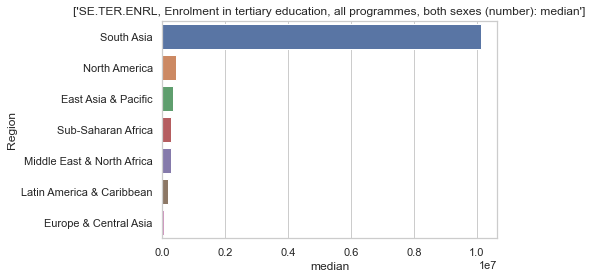 ['SE.TER.ENRL, Enrolment in tertiary education, all programmes, both sexes (number): median']
South Asia
North America
East Asia & Pacific
Sub-Saharan Africa
Middle East & North Africa
Latin America & Caribbean
Europe & Central Asia
Region
0.0 0.2 0.4 0.6 0.8 1.0
1e7
median